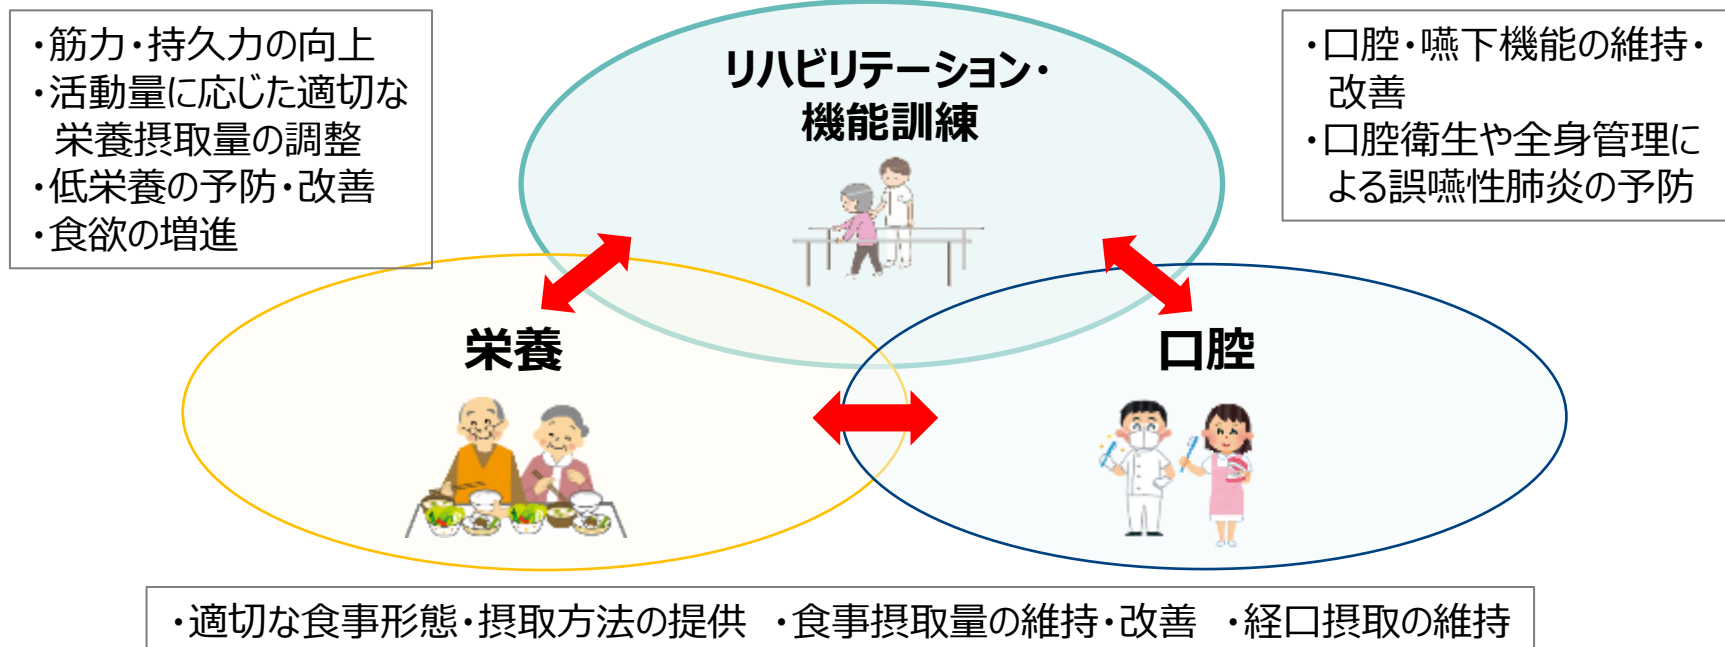 ・筋力・持久力の向上
・活動量に応じた適切な
栄養摂取量の調整
・低栄養の予防・改善
・食欲の増進
リハビリテーション・
機能訓練
・口腔・嚥下機能の維持・
改善
・口腔衛生や全身管理に
よる誤嚥性肺炎の予防
栄養
口腔
・適切な食事形態・摂取方法の提供 ・食事摂取量の維持・改善 ・経口摂取の維持